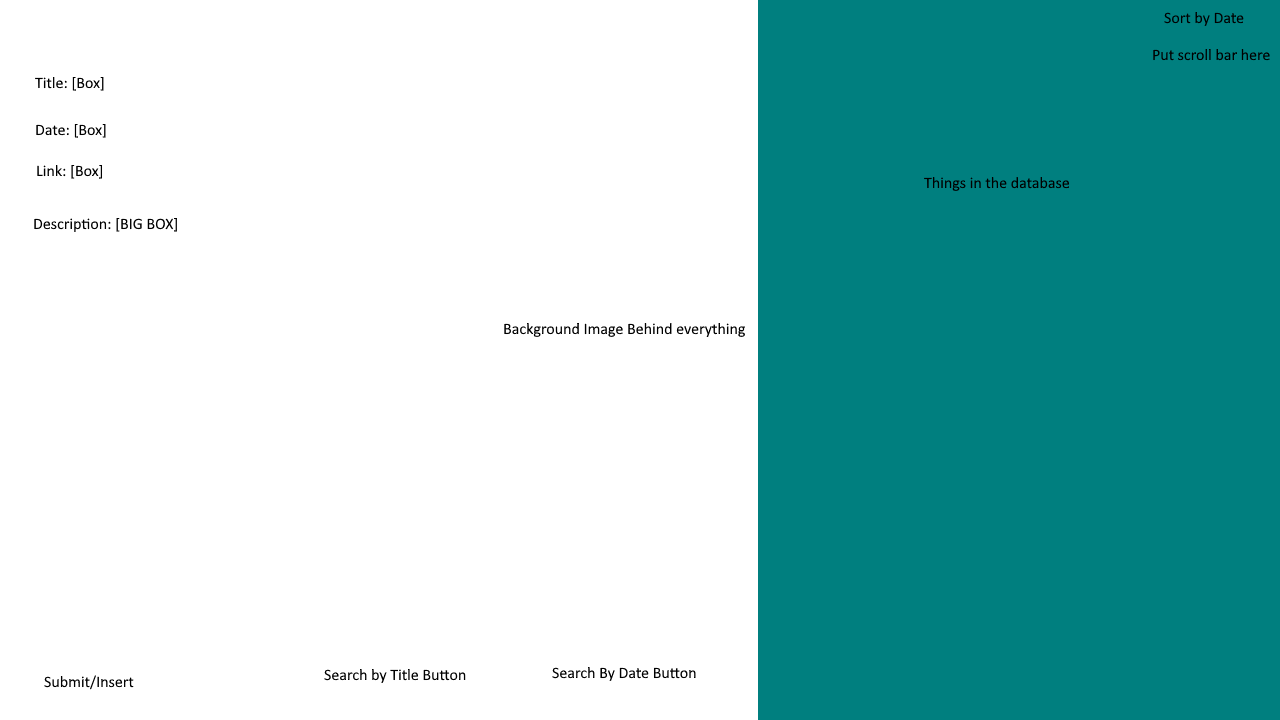 Title: [Box]
Date: [Box]
Link: [Box]
Description: [BIG BOX]
Background Image Behind everything
Submit/Insert
Search by Title Button
Search By Date Button
Sort by Date
Put scroll bar here
Things in the database